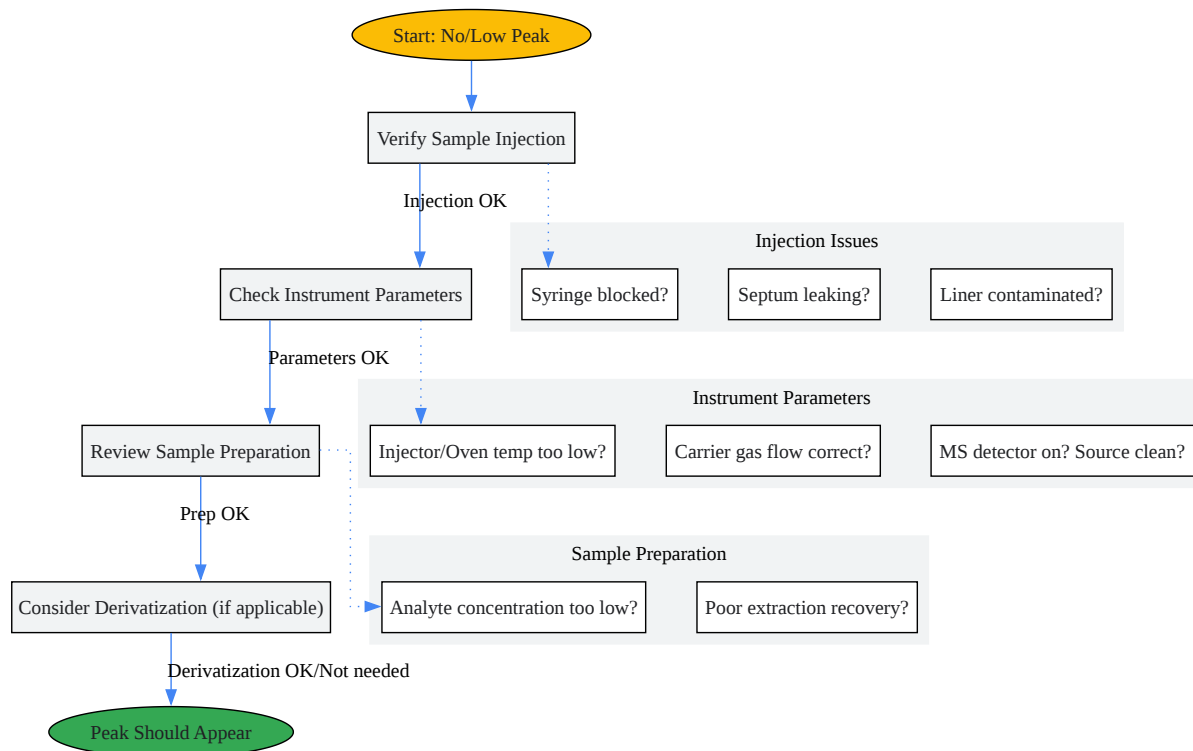 Start: No/Low Peak
Verify Sample Injection
Injection OK
Injection Issues
Syringe blocked?
Septum leaking?
Liner contaminated?
Check Instrument Parameters
Parameters OK
Instrument Parameters
Injector/Oven temp too low?
Carrier gas flow correct?
MS detector on? Source clean?
Review Sample Preparation
Prep OK
Sample Preparation
Analyte concentration too low?
Poor extraction recovery?
Consider Derivatization (if applicable)
Derivatization OK/Not needed
Peak Should Appear